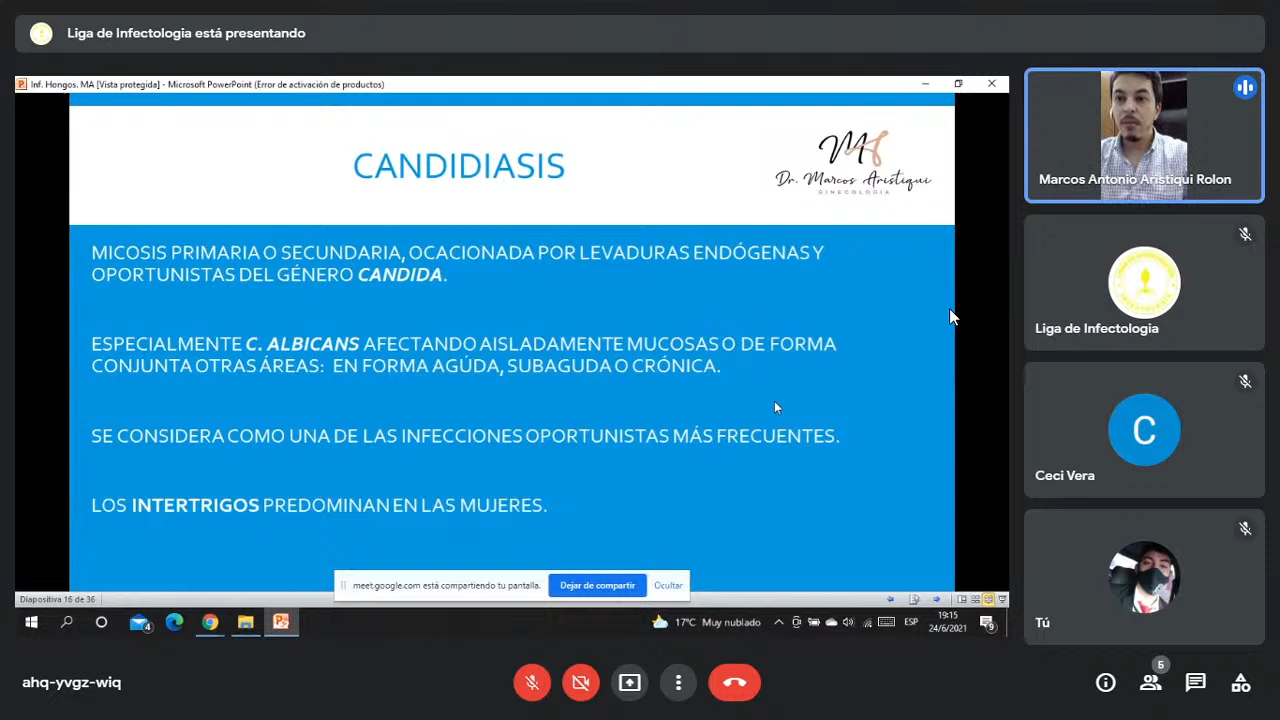 Liga de Infectologia está presentando
Inf. Hongos. MA [Vista protegida] - Microsoft PowerPoint (Error de activación de productos)
CANDIDIASIS
MA
Dr. Marcos Aristiqui
GINECOLOGIA
MICOSIS PRIMARIA O SECUNDARIA, OCACIONADA POR LEVADURAS ENDÓGENAS Y
OPORTUNISTAS DEL GÉNERO CANDIDA.
ESPECIALMENTE C. ALBICANS AFECTANDO AISLADAMENTE MUCOSAS O DE FORMA
CONJUNTA OTRAS ÁREAS: EN FORMA AGÚDA, SUBAGUDA O CRÓNICA.
SE CONSIDERA COMO UNA DE LAS INFECCIONES OPORTUNISTAS MÁS FRECUENTES.
LOS INTERTRIGOS PREDOMINAN EN LAS MUJERES.
meet.google.com está compartiendo tu pantalla.
Dejar de compartir
Ocultar
Diapositiva 16 de 36
4
17°C Muy nublado
ESP
19:15
24/6/2021
9
Marcos Antonio Aristiqui Rolon
Liga de Infectologia
C
Ceci Vera
Tú
ahq-yvgz-wiq
5